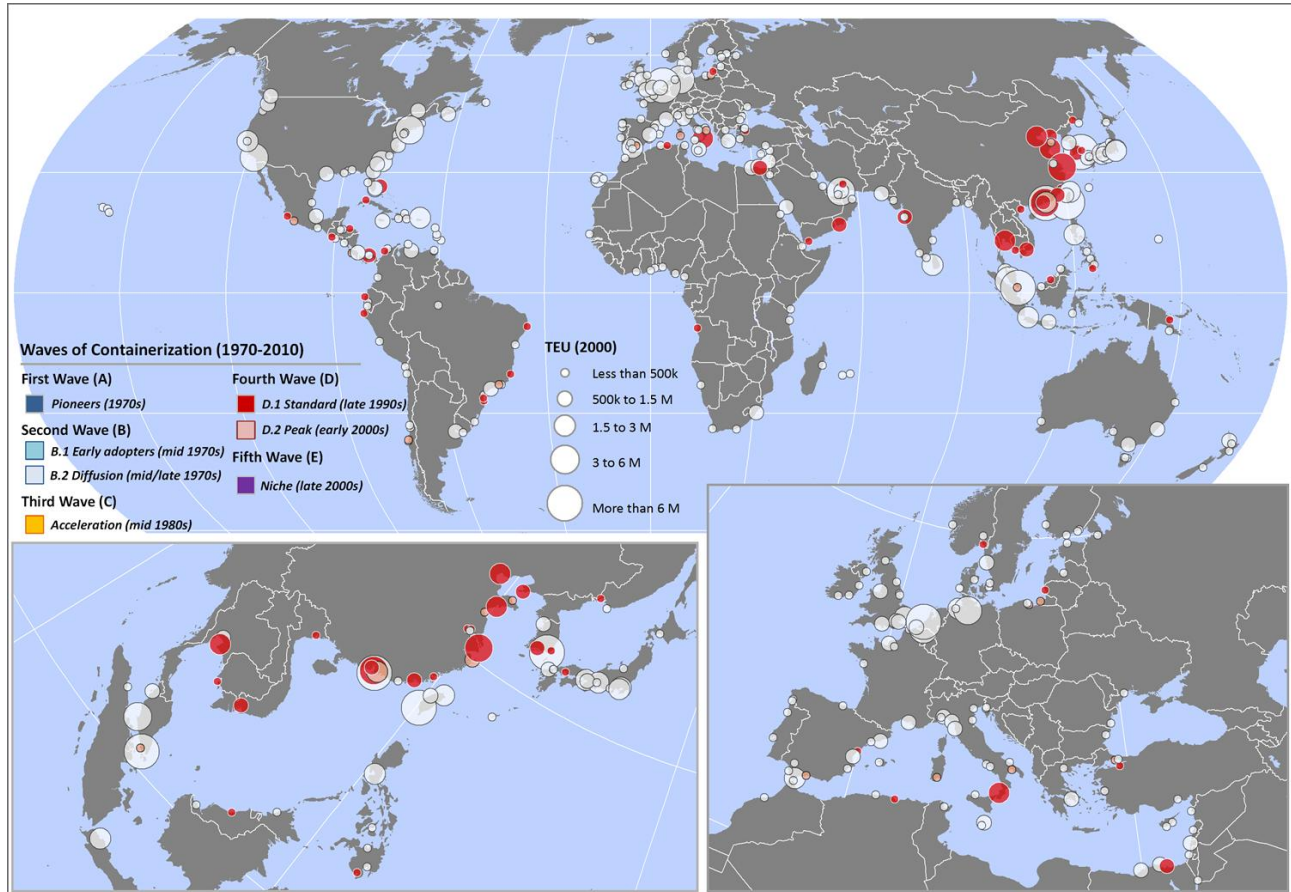 Waves of Containerization (1970-2010)
First Wave (A)
Pioneers (1970s)
Second Wave (B)
B.1 Early adopters (mid 1970s)
B.2 Diffusion (mid/late 1970s)
Third Wave (C)
Acceleration (mid 1980s)
Fourth Wave (D)
D.1 Standard (late 1990s)
D.2 Peak (early 2000s)
Fifth Wave (E)
Niche (late 2000s)
TEU (2000)
Less than 500k
500k to 1.5 M
1.5 to 3 M
3 to 6 M
More than 6 M